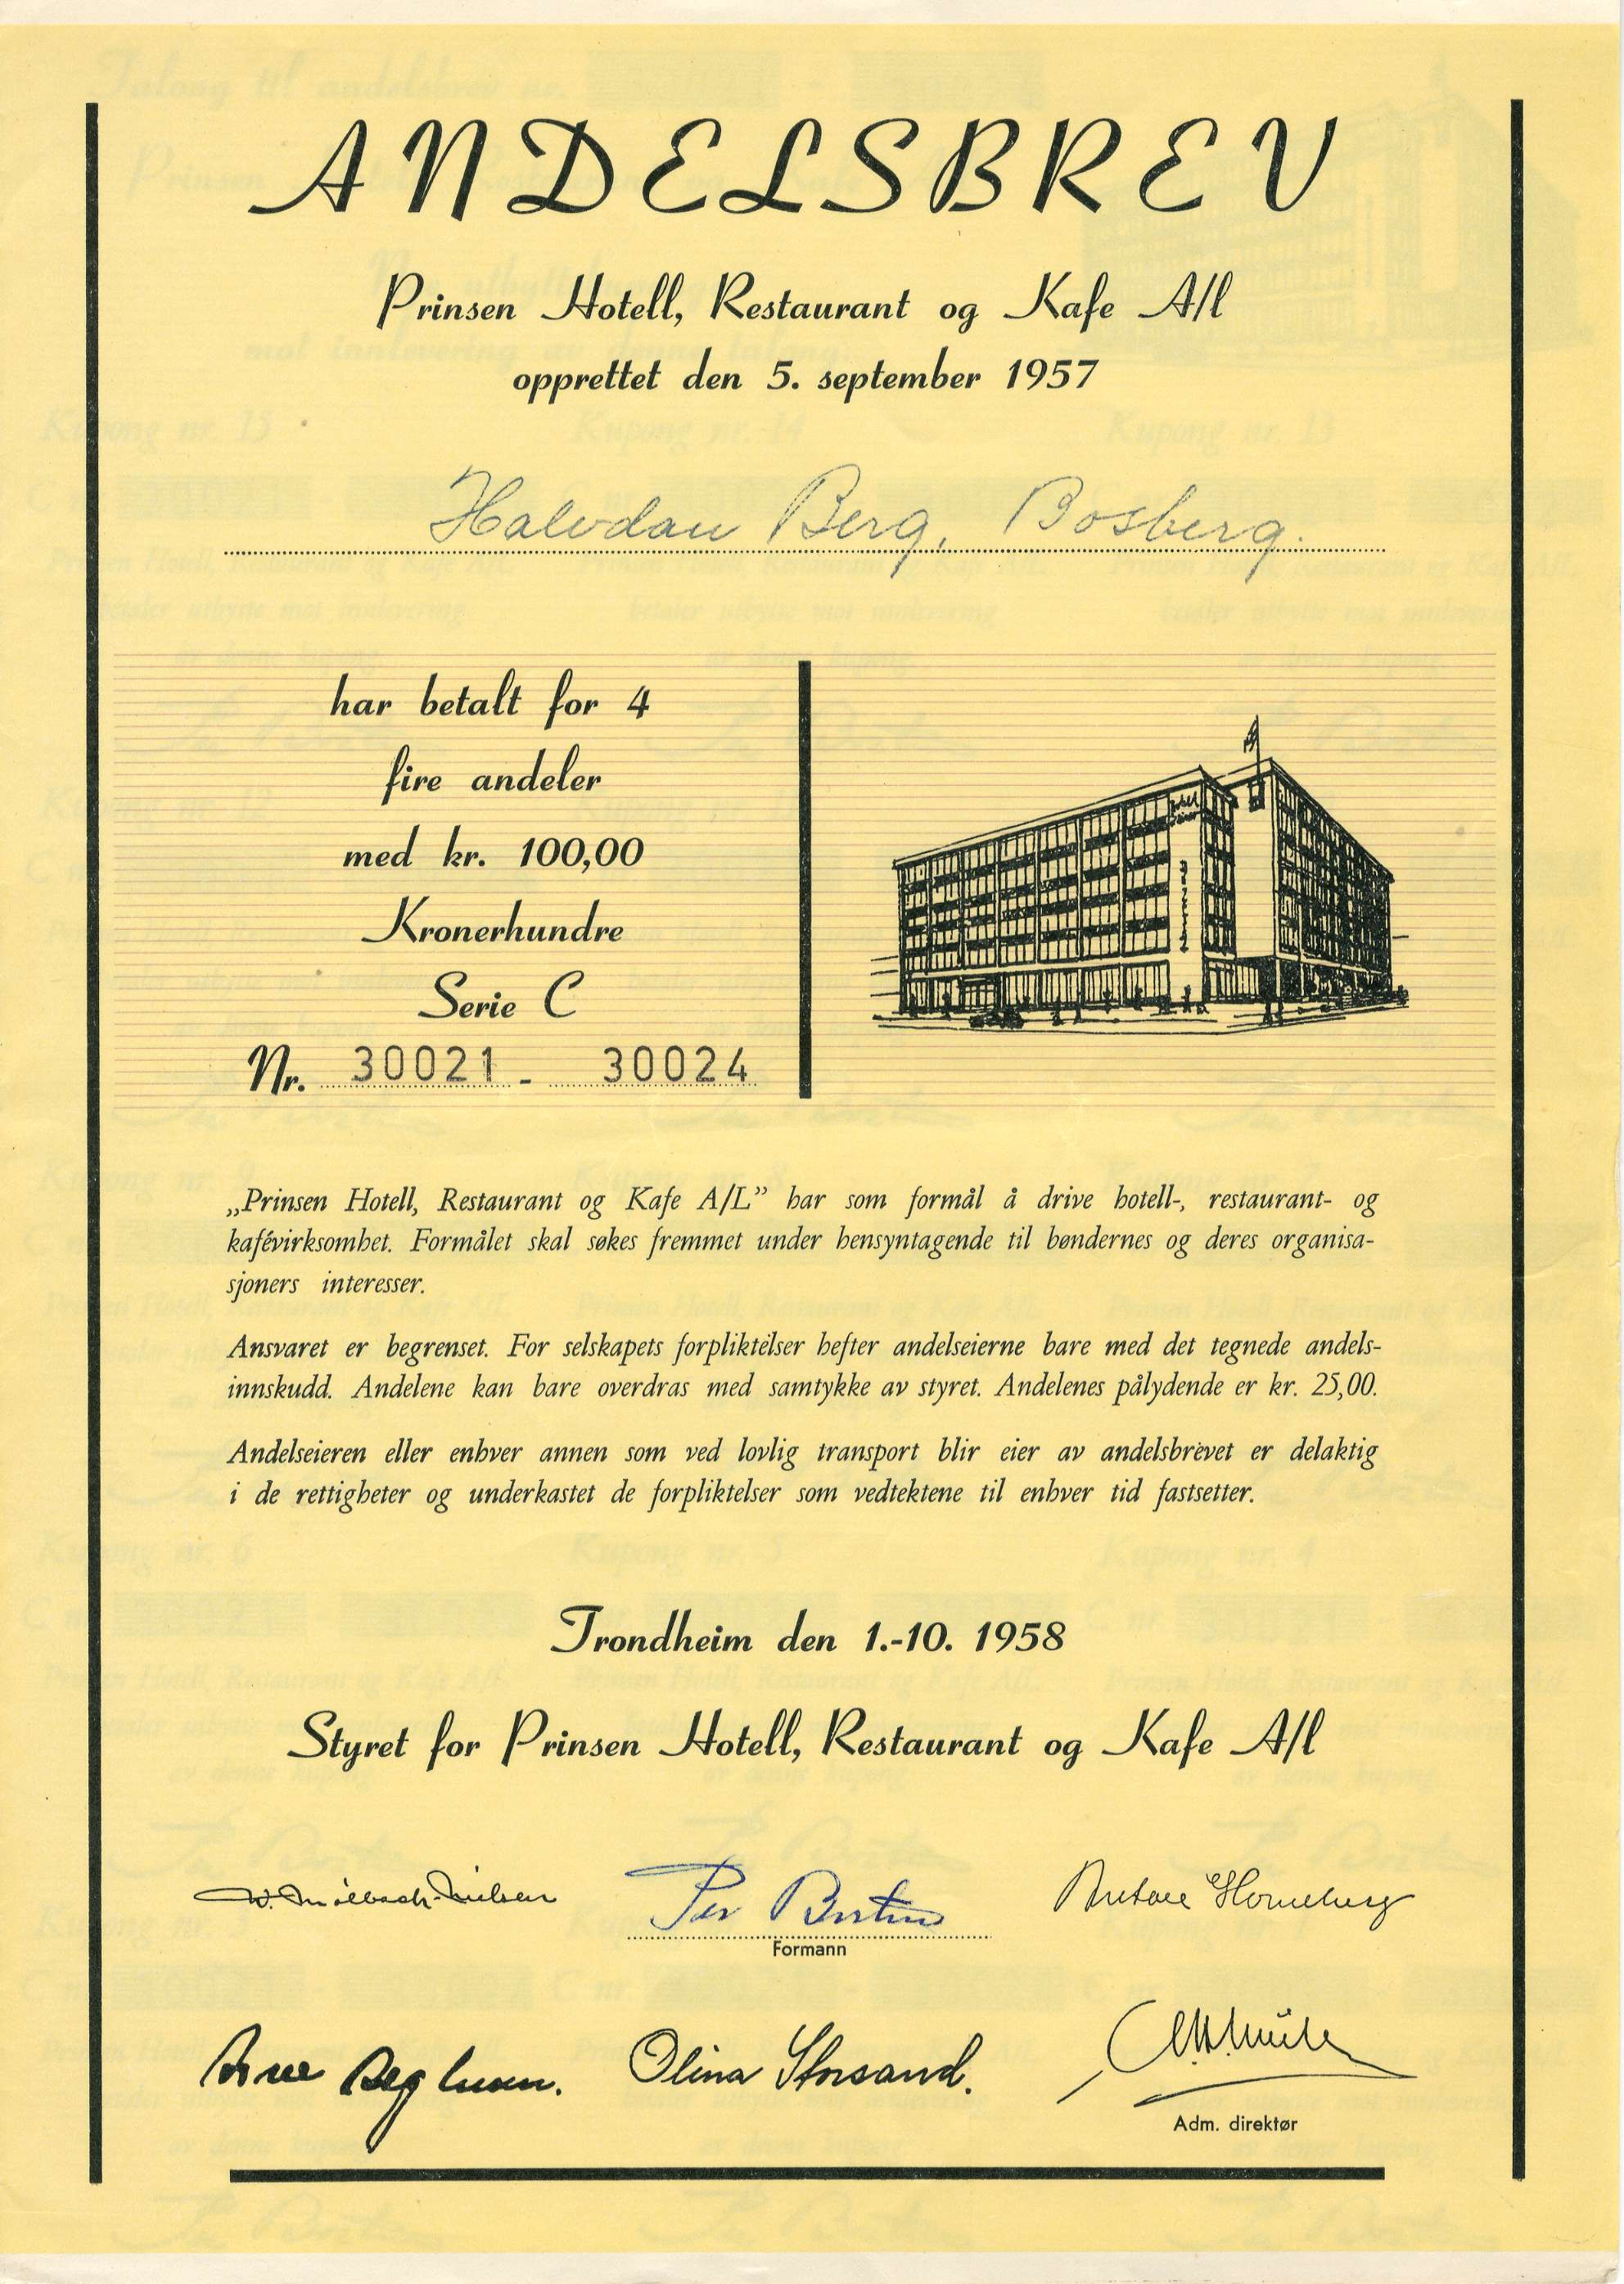 ANDELSBREV
Prinsen Hotell, Restaurant og Kafe A/l
opprettet den 5. september 1957
Halvdan Berg, Bosberg.
har betalt for 4
fire andeler
med kr. 100,00
Kronerhundre
Serie C
Nr. 30021 - 30024
„Prinsen Hotell, Restaurant og Kafe A/L” har som formål å drive hotell-, restaurant- og
kafévirksomhet. Formålet skal søkes fremmet under hensyntagende til bøndernes og deres organisa-
sjoners interesser.
Ansvaret er begrenset. For selskapets forpliktelser hefter andelseierne bare med det tegnede andels-
innskudd. Andelene kan bare overdras med samtykke av styret. Andelenes pålydende er kr. 25,00.
Andelseieren eller enhver annen som ved lovlig transport blir eier av andelsbrevet er delaktig
i de rettigheter og underkastet de forpliktelser som vedtektene til enhver tid fastsetter.
Trondheim den 1.-10. 1958
Styret for Prinsen Hotell, Restaurant og Kafe A/l
W. Mølbach-Nielsen Per Borten
Formann
Olina Storsand.
Adm. direktør